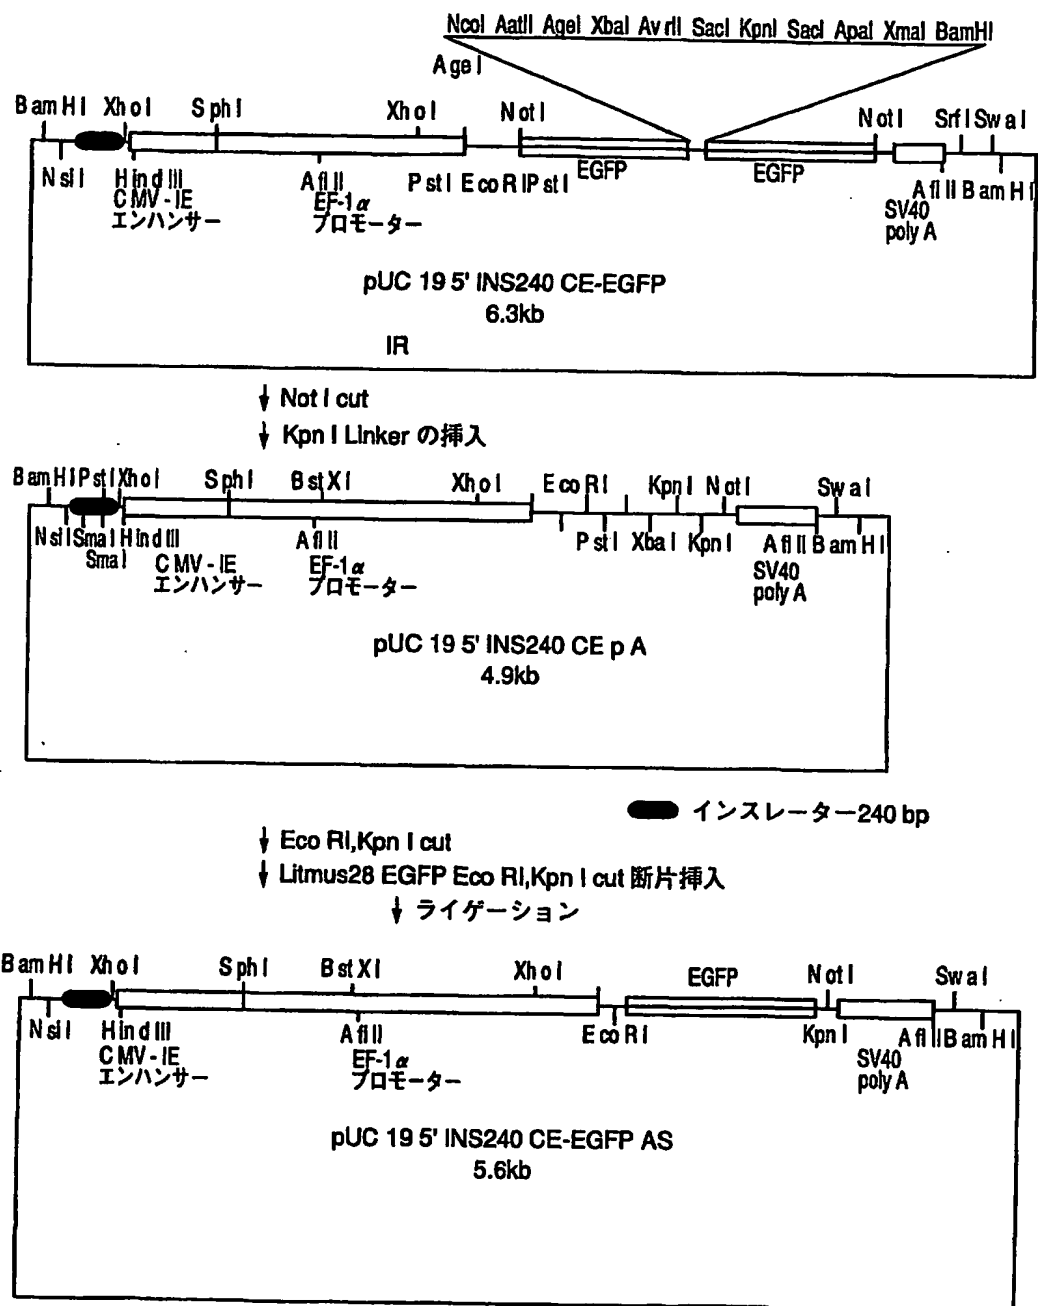 NcoI AatII AgeI XbaI AvrII SacI KpnI SacI ApaI XmaI BamHI
AgeI
BamHI XhoI SphI XhoI NotI NotI SrfI SwaI
NsiI HindIII AflII PstI EcoRI PstI EGFP EGFP AflII BamHI
CMV-IE EF-1α SV40
エンハンサー プロモーター poly A
pUC 19 5' INS240 CE-EGFP
6.3kb
IR
↓ Not I cut
↓ Kpn I Linker の挿入
BamHI PstI XhoI SphI BstXI XhoI EcoRI KpnI NotI SwaI
NsiI SmaI HindIII AflII PstI XbaI KpnI AflII BamHI
SmaI CMV-IE EF-1α SV40
エンハンサー プロモーター poly A
pUC 19 5' INS240 CE p A
4.9kb
インスレーター240 bp
↓ Eco RI,Kpn I cut
↓ Litmus28 EGFP Eco RI,Kpn I cut 断片挿入
↓ ライゲーション
BamHI XhoI SphI BstXI XhoI EGFP NotI SwaI
NsiI HindIII AflII EcoRI KpnI AflII BamHI
CMV-IE EF-1α SV40
エンハンサー プロモーター poly A
pUC 19 5' INS240 CE-EGFP AS
5.6kb